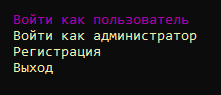 Войти как пользователь
Войти как администратор
Регистрация
Выход